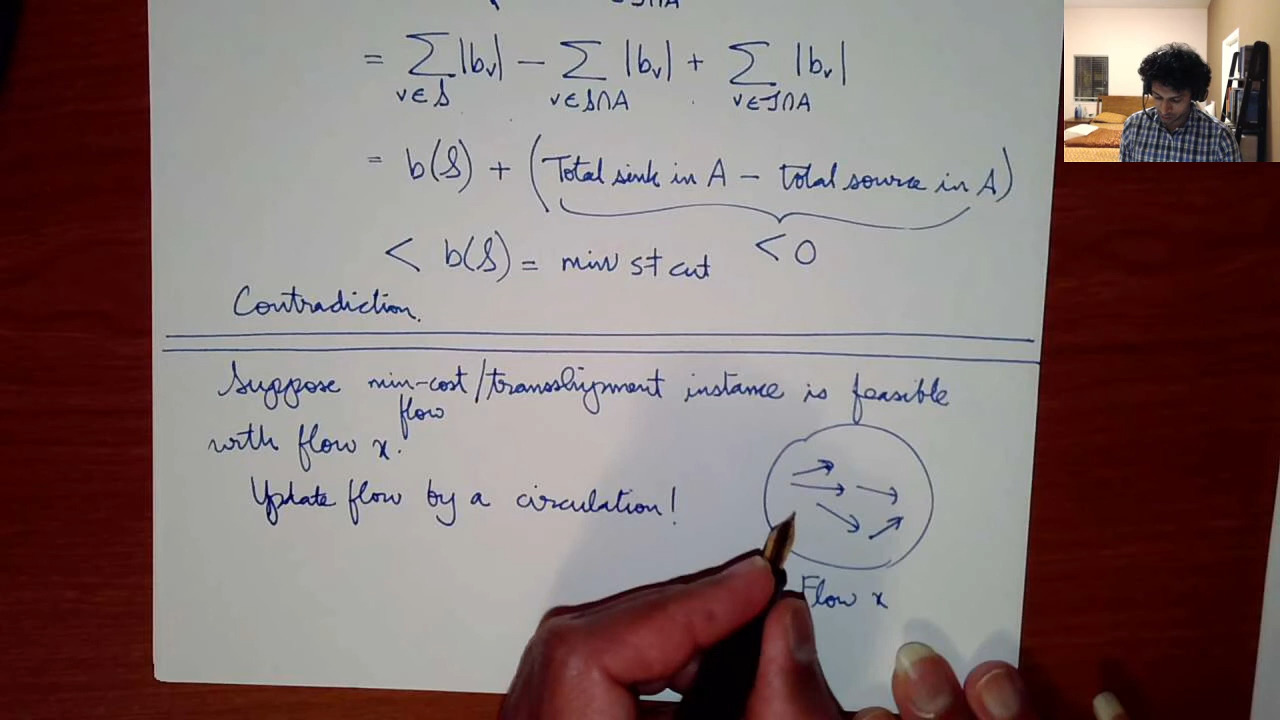 = ∑_{v∈S} |b_v| − ∑_{v∈S∩A} |b_v| + ∑_{v∈T∩A} |b_v|
= b(S) + (Total sink in A − total source in A)
< b(S) = min st cut < 0
Contradiction.
Suppose min-cost/transshipment instance is feasible
flow
with flow x.
Update flow by a circulation!
Flow x